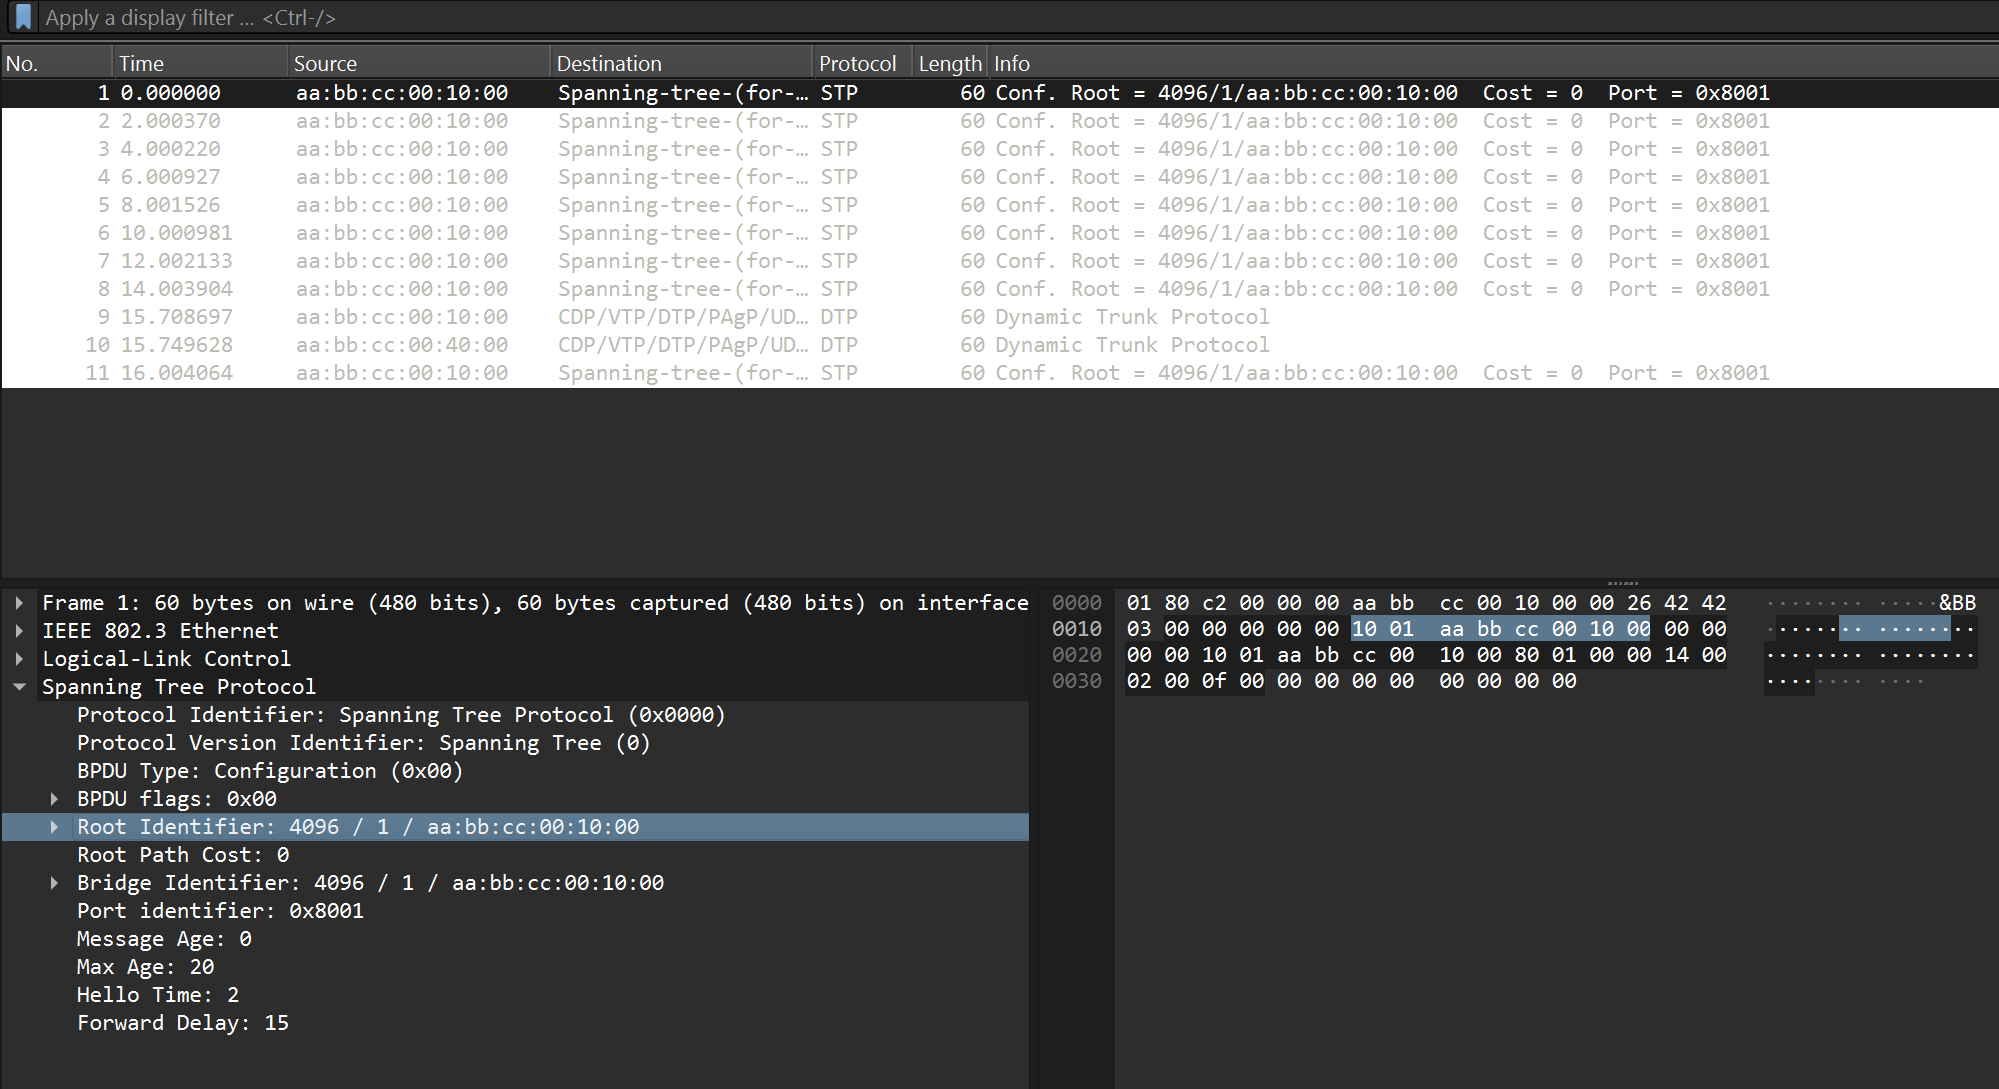 Apply a display filter … <Ctrl-/>
No. Time Source Destination Protocol Length Info
1 0.000000 aa:bb:cc:00:10:00 Spanning-tree-(for-… STP 60 Conf. Root = 4096/1/aa:bb:cc:00:10:00  Cost = 0  Port = 0x8001
2 2.000370 aa:bb:cc:00:10:00 Spanning-tree-(for-… STP 60 Conf. Root = 4096/1/aa:bb:cc:00:10:00  Cost = 0  Port = 0x8001
3 4.000220 aa:bb:cc:00:10:00 Spanning-tree-(for-… STP 60 Conf. Root = 4096/1/aa:bb:cc:00:10:00  Cost = 0  Port = 0x8001
4 6.000927 aa:bb:cc:00:10:00 Spanning-tree-(for-… STP 60 Conf. Root = 4096/1/aa:bb:cc:00:10:00  Cost = 0  Port = 0x8001
5 8.001526 aa:bb:cc:00:10:00 Spanning-tree-(for-… STP 60 Conf. Root = 4096/1/aa:bb:cc:00:10:00  Cost = 0  Port = 0x8001
6 10.000981 aa:bb:cc:00:10:00 Spanning-tree-(for-… STP 60 Conf. Root = 4096/1/aa:bb:cc:00:10:00  Cost = 0  Port = 0x8001
7 12.002133 aa:bb:cc:00:10:00 Spanning-tree-(for-… STP 60 Conf. Root = 4096/1/aa:bb:cc:00:10:00  Cost = 0  Port = 0x8001
8 14.003904 aa:bb:cc:00:10:00 Spanning-tree-(for-… STP 60 Conf. Root = 4096/1/aa:bb:cc:00:10:00  Cost = 0  Port = 0x8001
9 15.708697 aa:bb:cc:00:10:00 CDP/VTP/DTP/PAgP/UD… DTP 60 Dynamic Trunk Protocol
10 15.749628 aa:bb:cc:00:40:00 CDP/VTP/DTP/PAgP/UD… DTP 60 Dynamic Trunk Protocol
11 16.004064 aa:bb:cc:00:10:00 Spanning-tree-(for-… STP 60 Conf. Root = 4096/1/aa:bb:cc:00:10:00  Cost = 0  Port = 0x8001
Frame 1: 60 bytes on wire (480 bits), 60 bytes captured (480 bits) on interface
IEEE 802.3 Ethernet
Logical-Link Control
Spanning Tree Protocol
Protocol Identifier: Spanning Tree Protocol (0x0000)
Protocol Version Identifier: Spanning Tree (0)
BPDU Type: Configuration (0x00)
BPDU flags: 0x00
Root Identifier: 4096 / 1 / aa:bb:cc:00:10:00
Root Path Cost: 0
Bridge Identifier: 4096 / 1 / aa:bb:cc:00:10:00
Port identifier: 0x8001
Message Age: 0
Max Age: 20
Hello Time: 2
Forward Delay: 15
0000 01 80 c2 00 00 00 aa bb  cc 00 10 00 00 26 42 42 ········ ·····&BB
0010 03 00 00 00 00 00 10 01  aa bb cc 00 10 00 00 00 ········ ········
0020 00 00 10 01 aa bb cc 00  10 00 80 01 00 00 14 00 ········ ········
0030 02 00 0f 00 00 00 00 00  00 00 00 00 ········ ····